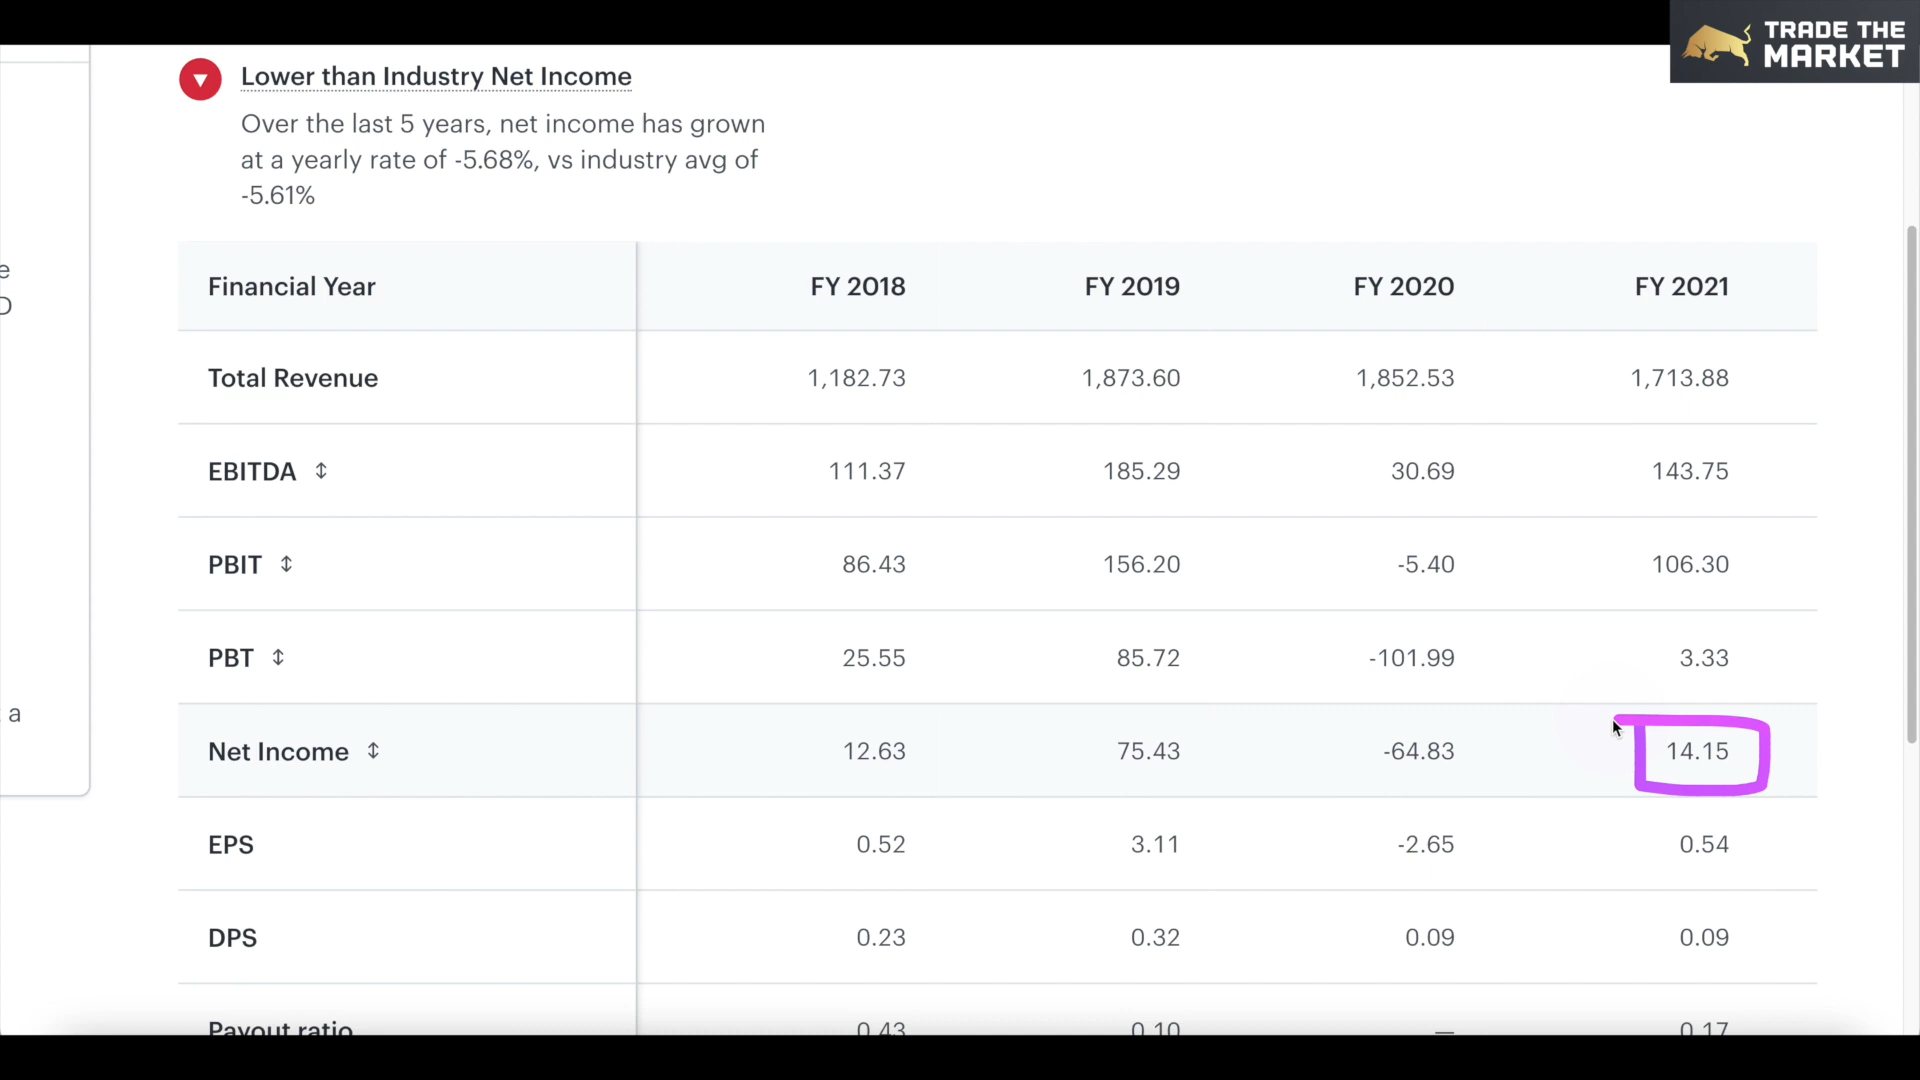 TRADE THE
MARKET
Lower than Industry Net Income
Over the last 5 years, net income has grown
at a yearly rate of -5.68%, vs industry avg of
-5.61%
e
D
a
Financial Year FY 2018 FY 2019 FY 2020 FY 2021
Total Revenue 1,182.73 1,873.60 1,852.53 1,713.88
EBITDA 111.37 185.29 30.69 143.75
PBIT 86.43 156.20 -5.40 106.30
PBT 25.55 85.72 -101.99 3.33
Net Income 12.63 75.43 -64.83 14.15
EPS 0.52 3.11 -2.65 0.54
DPS 0.23 0.32 0.09 0.09
Payout ratio 0.43 0.10 — 0.17